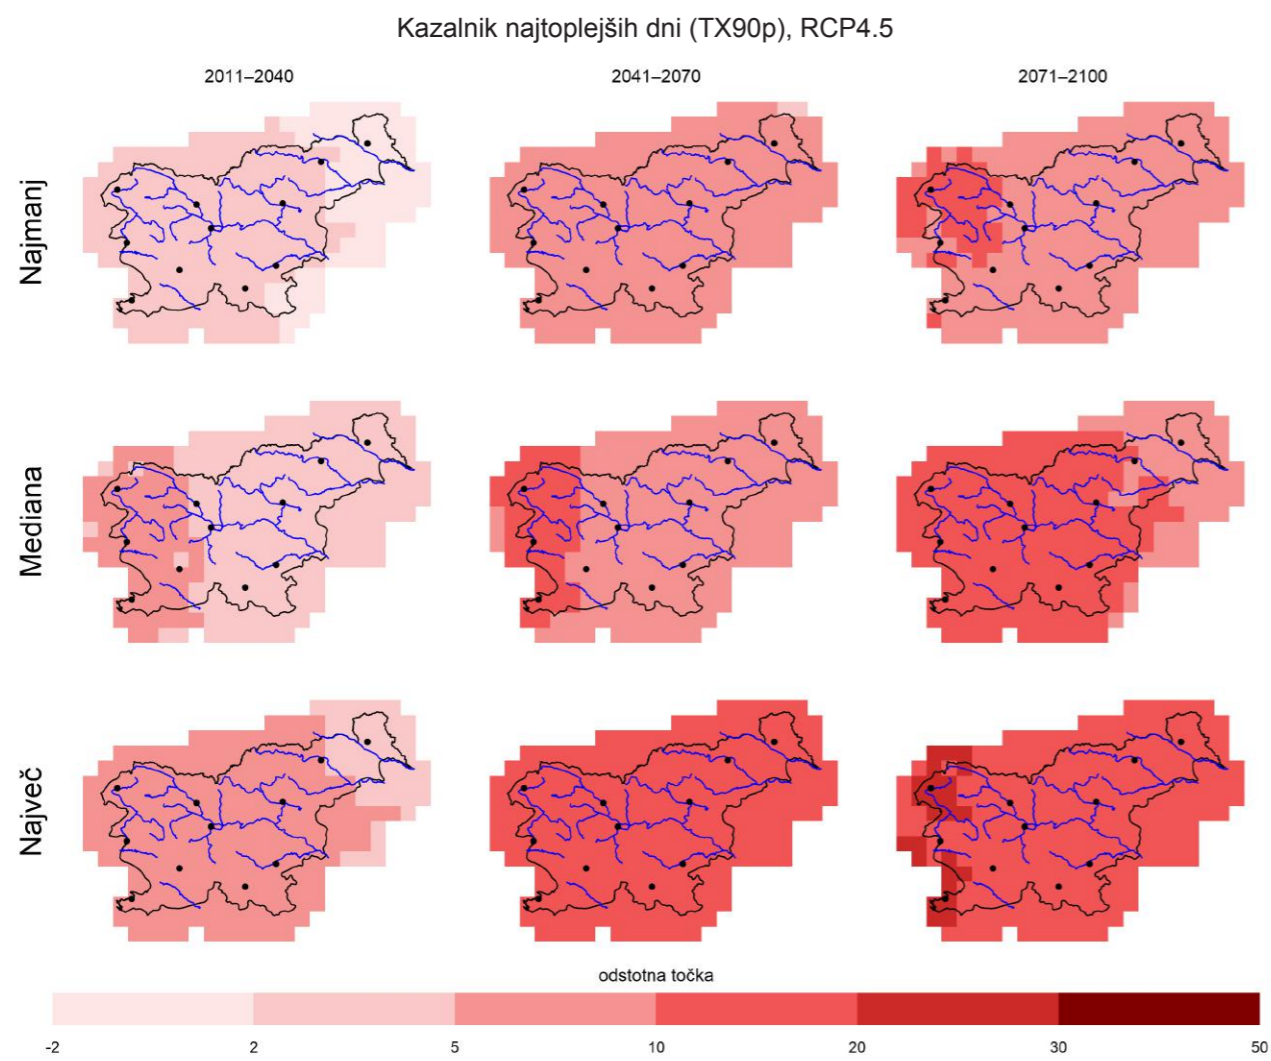 Kazalnik najtoplejših dni (TX90p), RCP4.5
2011–2040 2041–2070 2071–2100
Najmanj
Mediana
Največ
odstotna točka
-2 2 5 10 20 30 50